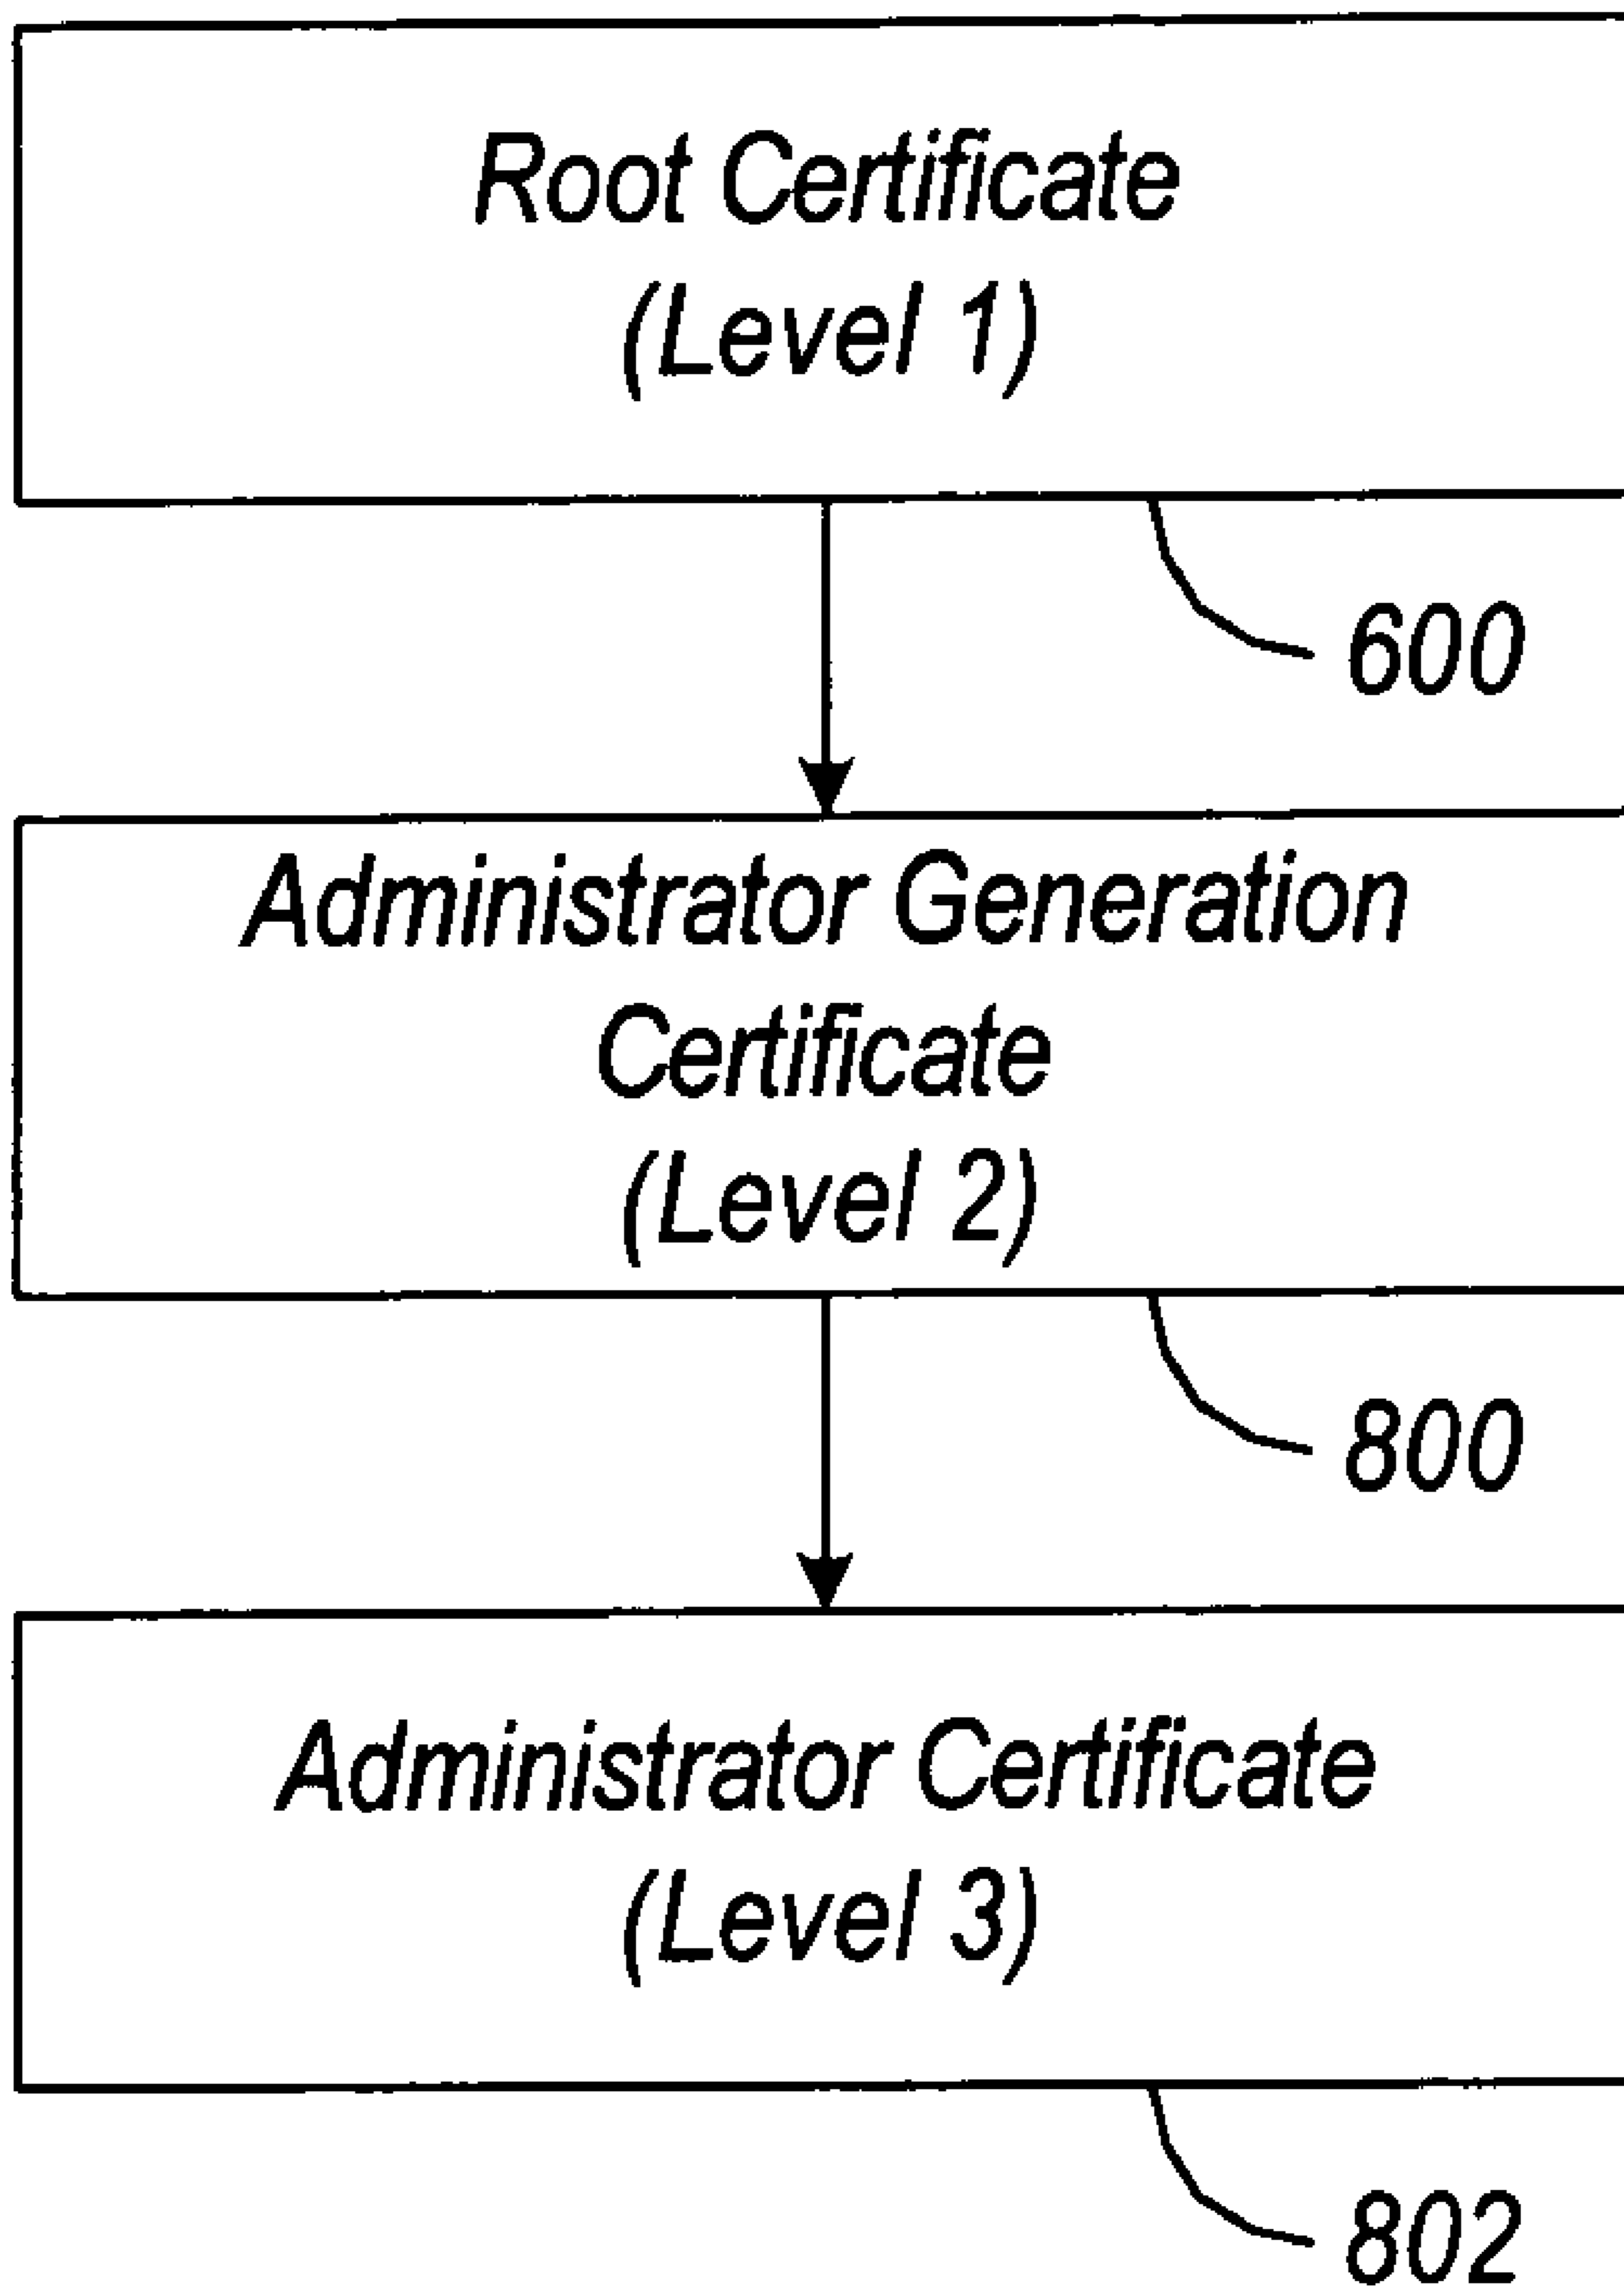 Root Certificate
(Level 1)
600
Administrator Generation
Certificate
(Level 2)
800
Administrator Certificate
(Level 3)
802